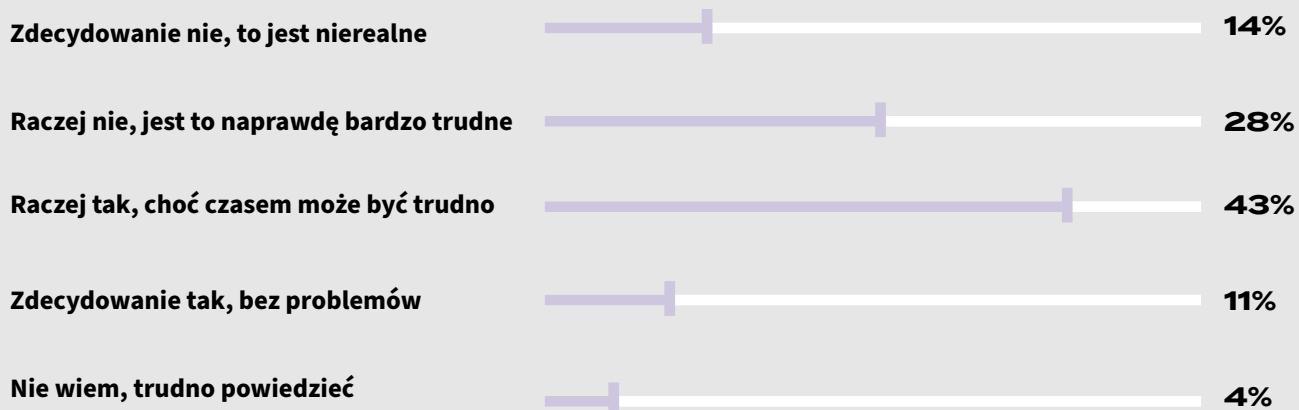 Zdecydowanie nie, to jest nierealne 14%
Raczej nie, jest to naprawdę bardzo trudne 28%
Raczej tak, choć czasem może być trudno 43%
Zdecydowanie tak, bez problemów 11%
Nie wiem, trudno powiedzieć 4%